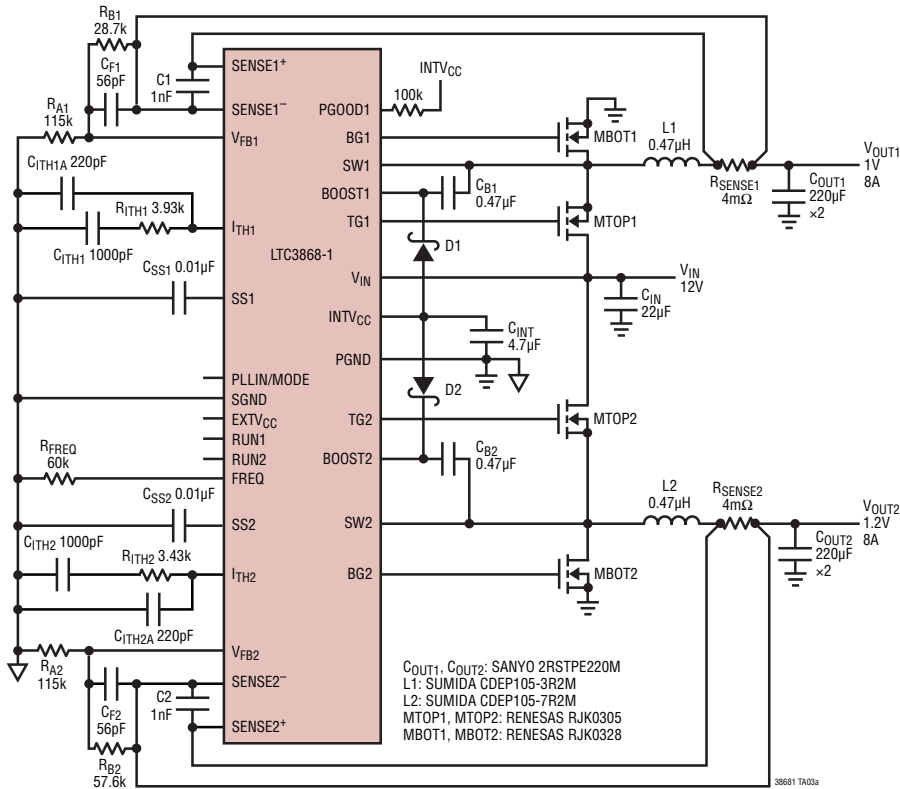 RB1
28.7k
CF1
56pF
C1
1nF
RA1
115k
CITH1A 220pF
RITH1 3.93k
CITH1 1000pF
CSS1 0.01µF
RFREQ
60k
CSS2 0.01µF
CITH2 1000pF
RITH2 3.43k
CITH2A 220pF
RA2
115k
CF2
56pF
C2
1nF
RB2
57.6k
SENSE1+
SENSE1–
VFB1
ITH1
SS1
PLLIN/MODE
SGND
EXTVCC
RUN1
RUN2
FREQ
SS2
ITH2
VFB2
SENSE2–
SENSE2+
LTC3868-1
PGOOD1
BG1
SW1
BOOST1
TG1
VIN
INTVCC
PGND
TG2
BOOST2
SW2
BG2
INTVCC
100k
MBOT1
L1
0.47µH
CB1
0.47µF
MTOP1
D1
RSENSE1
4mΩ
COUT1
220µF
×2
VOUT1
1V
8A
VIN
12V
CIN
22µF
CINT
4.7µF
D2
MTOP2
CB2
0.47µF
L2
0.47µH
RSENSE2
4mΩ
VOUT2
1.2V
8A
COUT2
220µF
×2
MBOT2
COUT1, COUT2: SANYO 2RSTPE220M
L1: SUMIDA CDEP105-3R2M
L2: SUMIDA CDEP105-7R2M
MTOP1, MTOP2: RENESAS RJK0305
MBOT1, MBOT2: RENESAS RJK0328
38681 TA03a